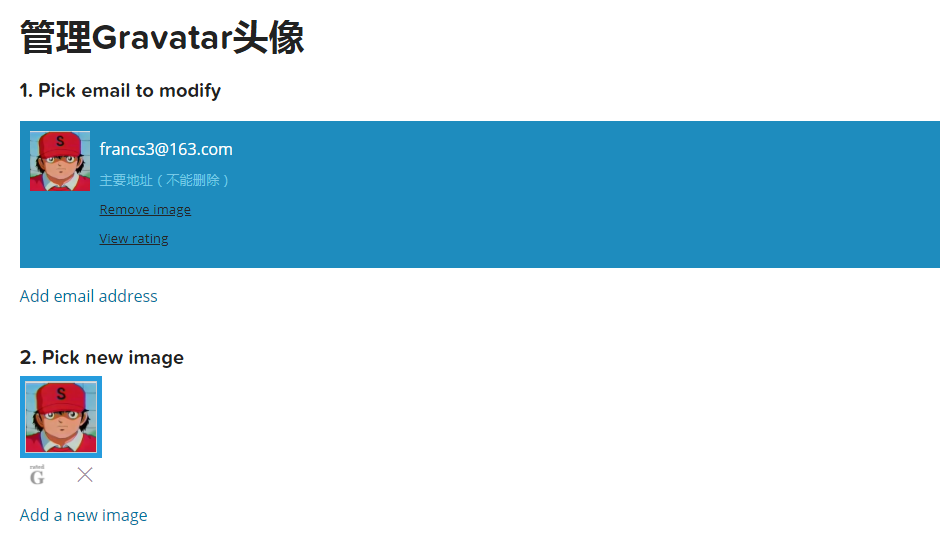 管理Gravatar头像
1. Pick email to modify
S
francs3@163.com
主要地址（不能删除）
Remove image
View rating
Add email address
2. Pick new image
S
rated
G
Add a new image